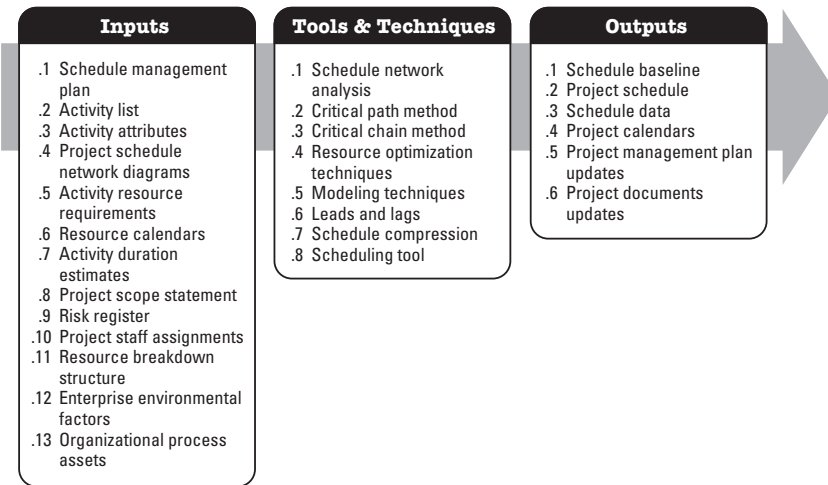 Inputs
.1 Schedule management
plan
.2 Activity list
.3 Activity attributes
.4 Project schedule
network diagrams
.5 Activity resource
requirements
.6 Resource calendars
.7 Activity duration
estimates
.8 Project scope statement
.9 Risk register
.10 Project staff assignments
.11 Resource breakdown
structure
.12 Enterprise environmental
factors
.13 Organizational process
assets
Tools & Techniques
.1 Schedule network
analysis
.2 Critical path method
.3 Critical chain method
.4 Resource optimization
techniques
.5 Modeling techniques
.6 Leads and lags
.7 Schedule compression
.8 Scheduling tool
Outputs
.1 Schedule baseline
.2 Project schedule
.3 Schedule data
.4 Project calendars
.5 Project management plan
updates
.6 Project documents
updates